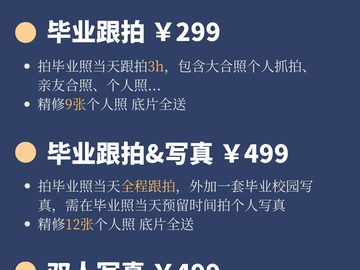 毕业跟拍 ￥299
拍毕业照当天跟拍3h，包含大合照个人抓拍、
亲友合照、个人照...
精修9张个人照 底片全送
毕业跟拍&写真 ￥499
拍毕业照当天全程跟拍，外加一套毕业校园写
真，需在毕业照当天预留时间拍个人写真
精修12张个人照 底片全送
双人写真 ￥499